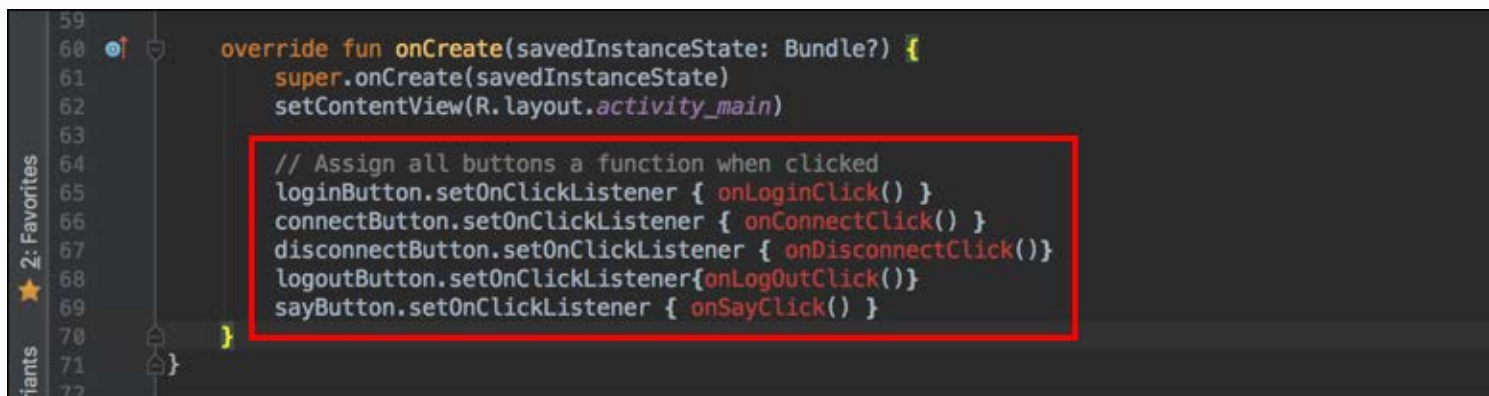 59
60 override fun onCreate(savedInstanceState: Bundle?) {
61 super.onCreate(savedInstanceState)
62 setContentView(R.layout.activity_main)
63
64 // Assign all buttons a function when clicked
65 loginButton.setOnClickListener { onLoginClick() }
66 connectButton.setOnClickListener { onConnectClick() }
67 disconnectButton.setOnClickListener { onDisconnectClick()}
68 logoutButton.setOnClickListener{onLogOutClick()}
69 sayButton.setOnClickListener { onSayClick() }
70 }
71 }
72
2: Favorites
riants